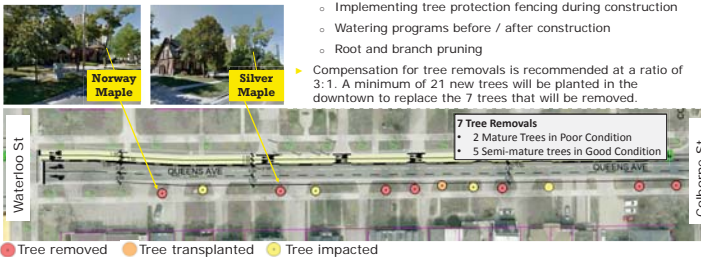 ○ Implementing tree protection fencing during construction
○ Watering programs before / after construction
○ Root and branch pruning
► Compensation for tree removals is recommended at a ratio of
3:1. A minimum of 21 new trees will be planted in the
downtown to replace the 7 trees that will be removed.
Norway
Maple
Silver
Maple
7 Tree Removals
• 2 Mature Trees in Poor Condition
• 5 Semi-mature trees in Good Condition
Waterloo St
QUEENS AVE
QUEENS AVE
Colborne St
Tree removed Tree transplanted Tree impacted